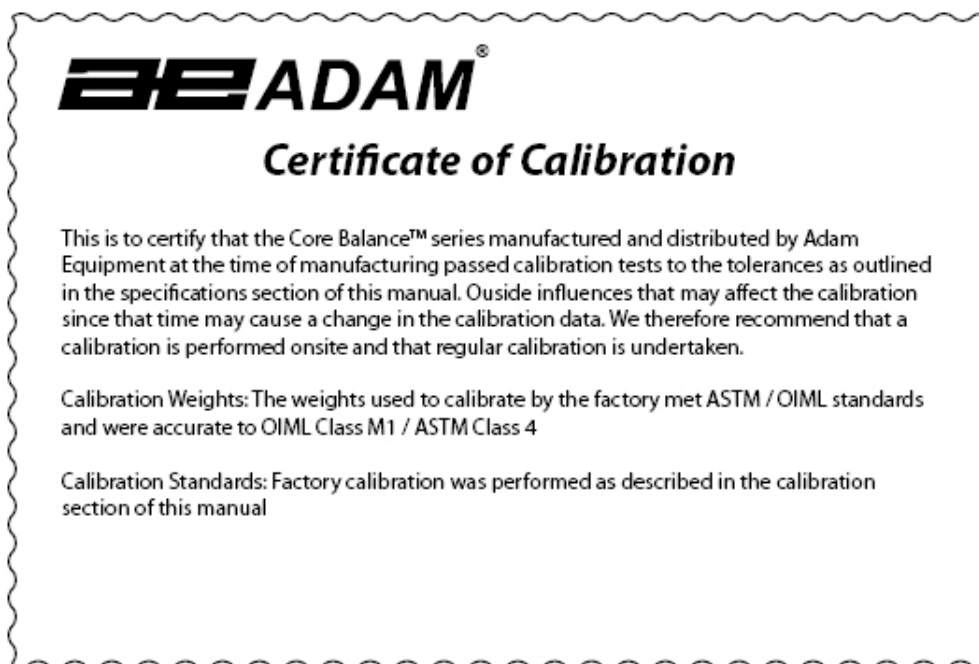 ae ADAM®
Certificate of Calibration
This is to certify that the Core Balance™ series manufactured and distributed by Adam
Equipment at the time of manufacturing passed calibration tests to the tolerances as outlined
in the specifications section of this manual. Ouside influences that may affect the calibration
since that time may cause a change in the calibration data. We therefore recommend that a
calibration is performed onsite and that regular calibration is undertaken.
Calibration Weights: The weights used to calibrate by the factory met ASTM / OIML standards
and were accurate to OIML Class M1 / ASTM Class 4
Calibration Standards: Factory calibration was performed as described in the calibration
section of this manual